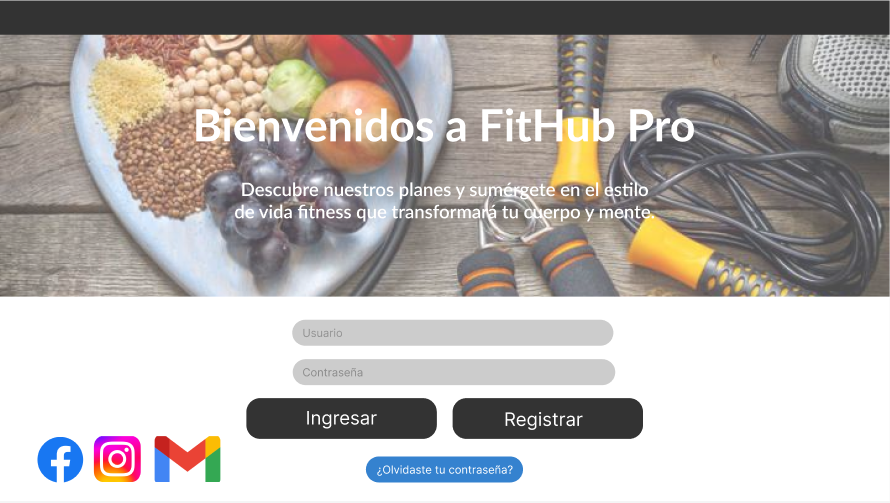 Bienvenidos a FitHub Pro
Descubre nuestros planes y sumérgete en el estilo
de vida fitness que transformará tu cuerpo y mente.
Usuario
Contraseña
Ingresar
Registrar
¿Olvidaste tu contraseña?